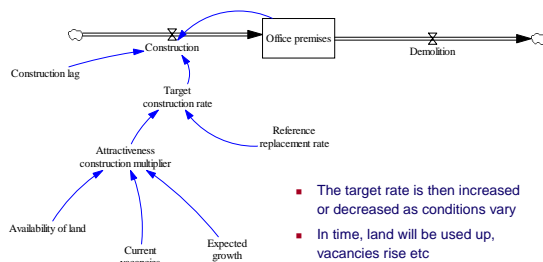 Office premises
Construction
Demolition
Construction lag
Target
construction rate
Reference
replacement rate
Attractiveness
construction multiplier
Availability of land
Current
Expected
growth
The target rate is then increased
or decreased as conditions vary
In time, land will be used up,
vacancies rise etc